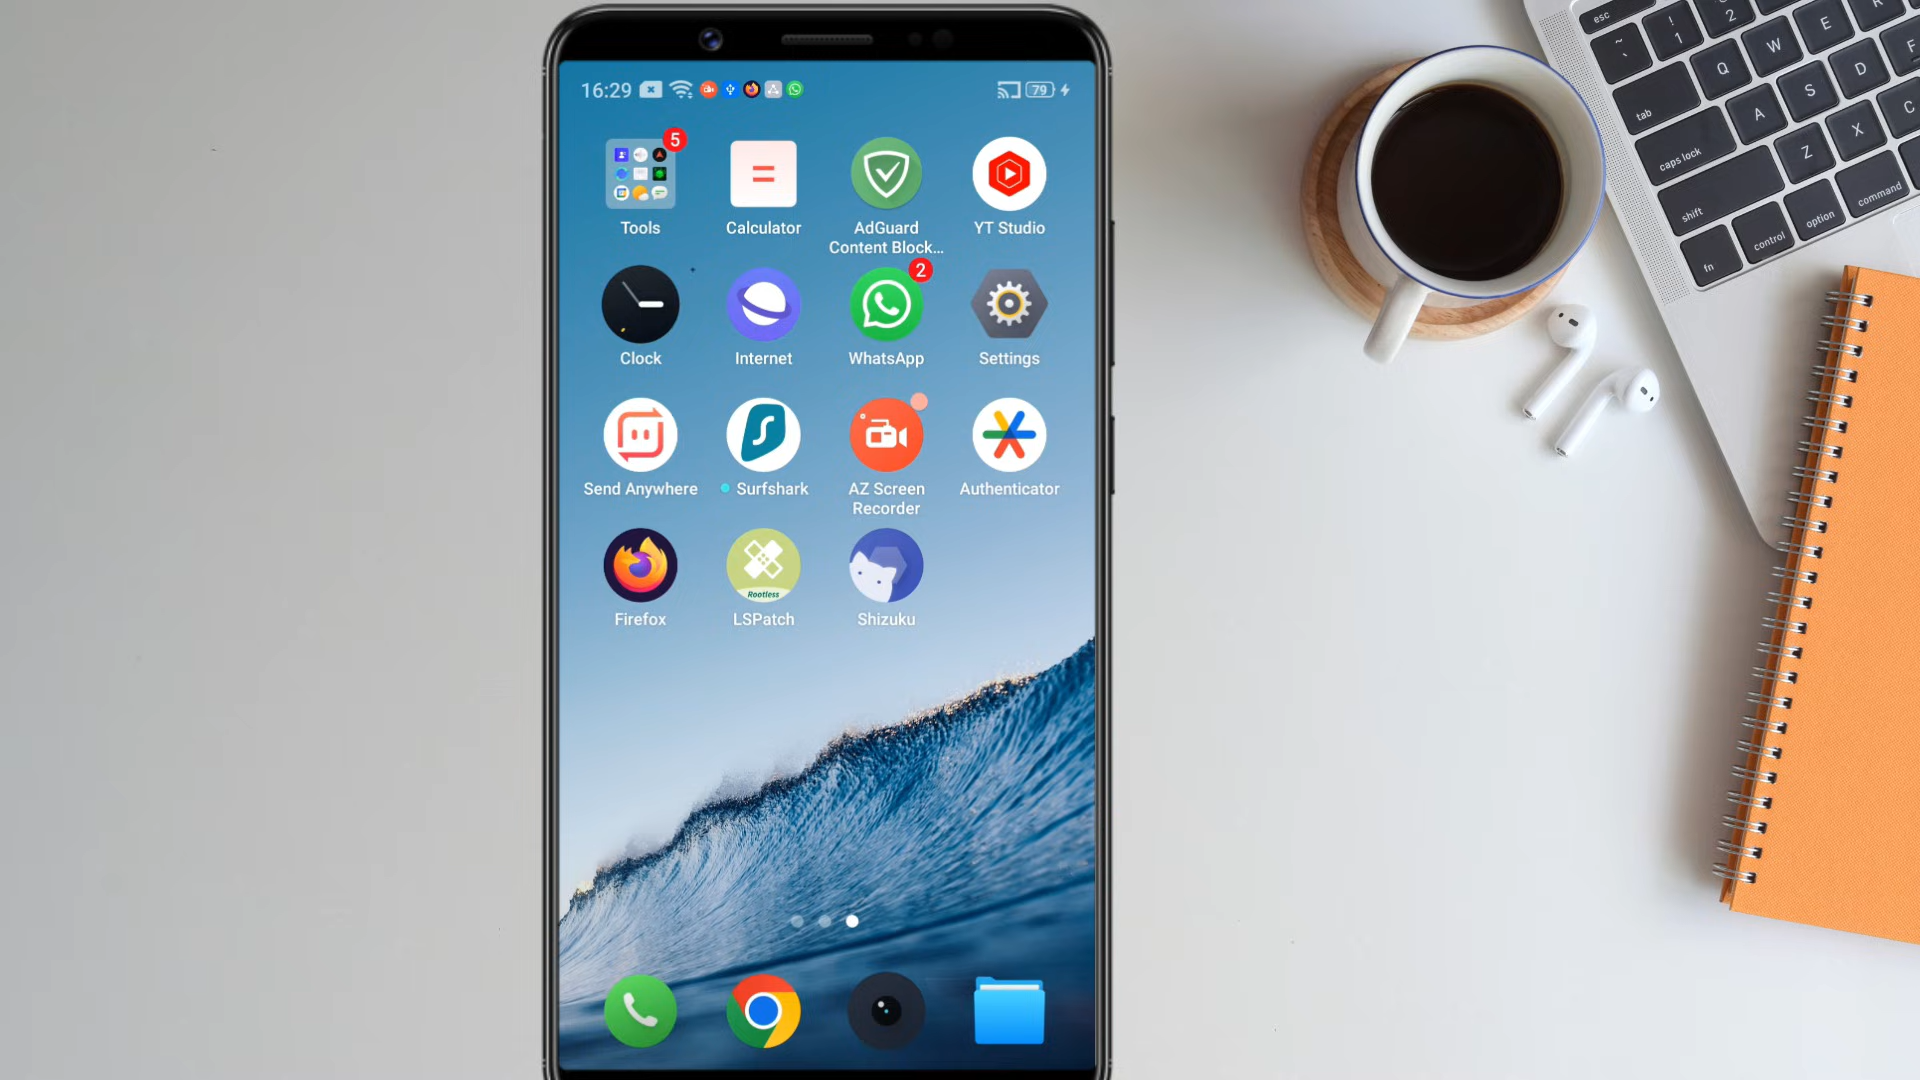 16:29
79
5
Tools
Calculator
AdGuard
Content Block...
YT Studio
2
Clock
Internet
WhatsApp
Settings
Send Anywhere
Surfshark
AZ Screen
Recorder
Authenticator
Rootless
Firefox
LSPatch
Shizuku
esc
~
!
1
2
tab
Q
W
E
R
caps lock
A
S
D
F
shift
Z
X
C
fn
control
option
command